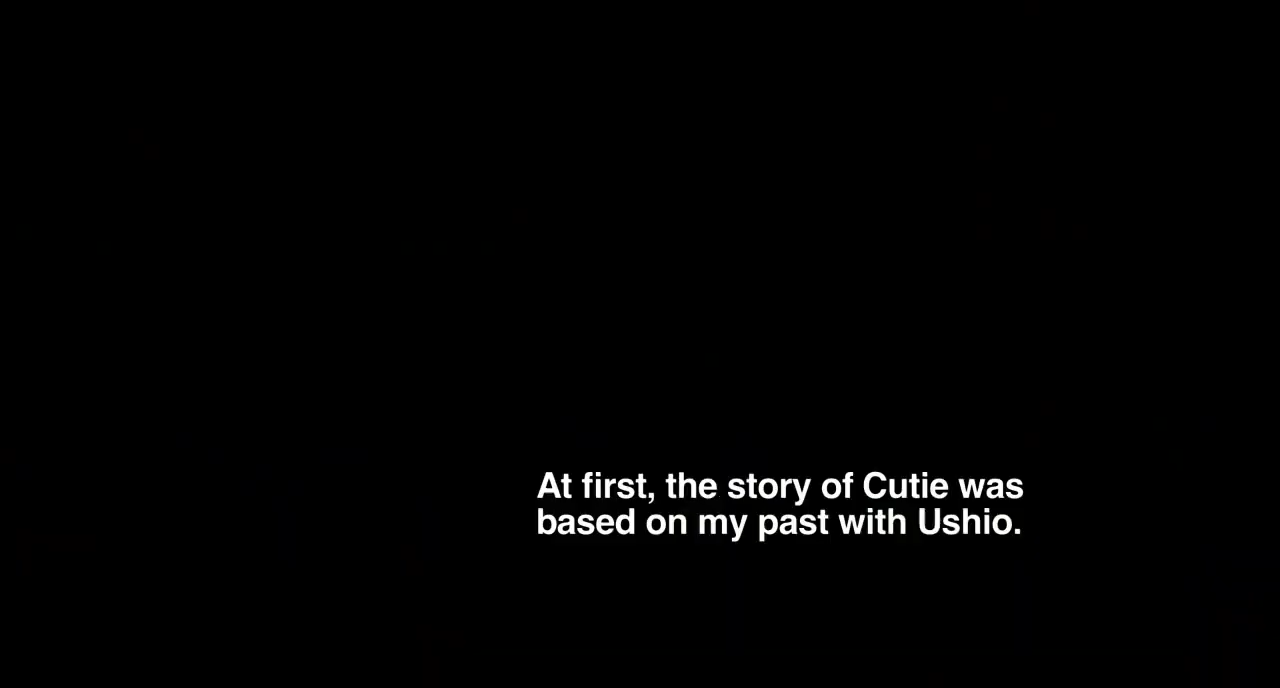 At first, the story of Cutie was
based on my past with Ushio.